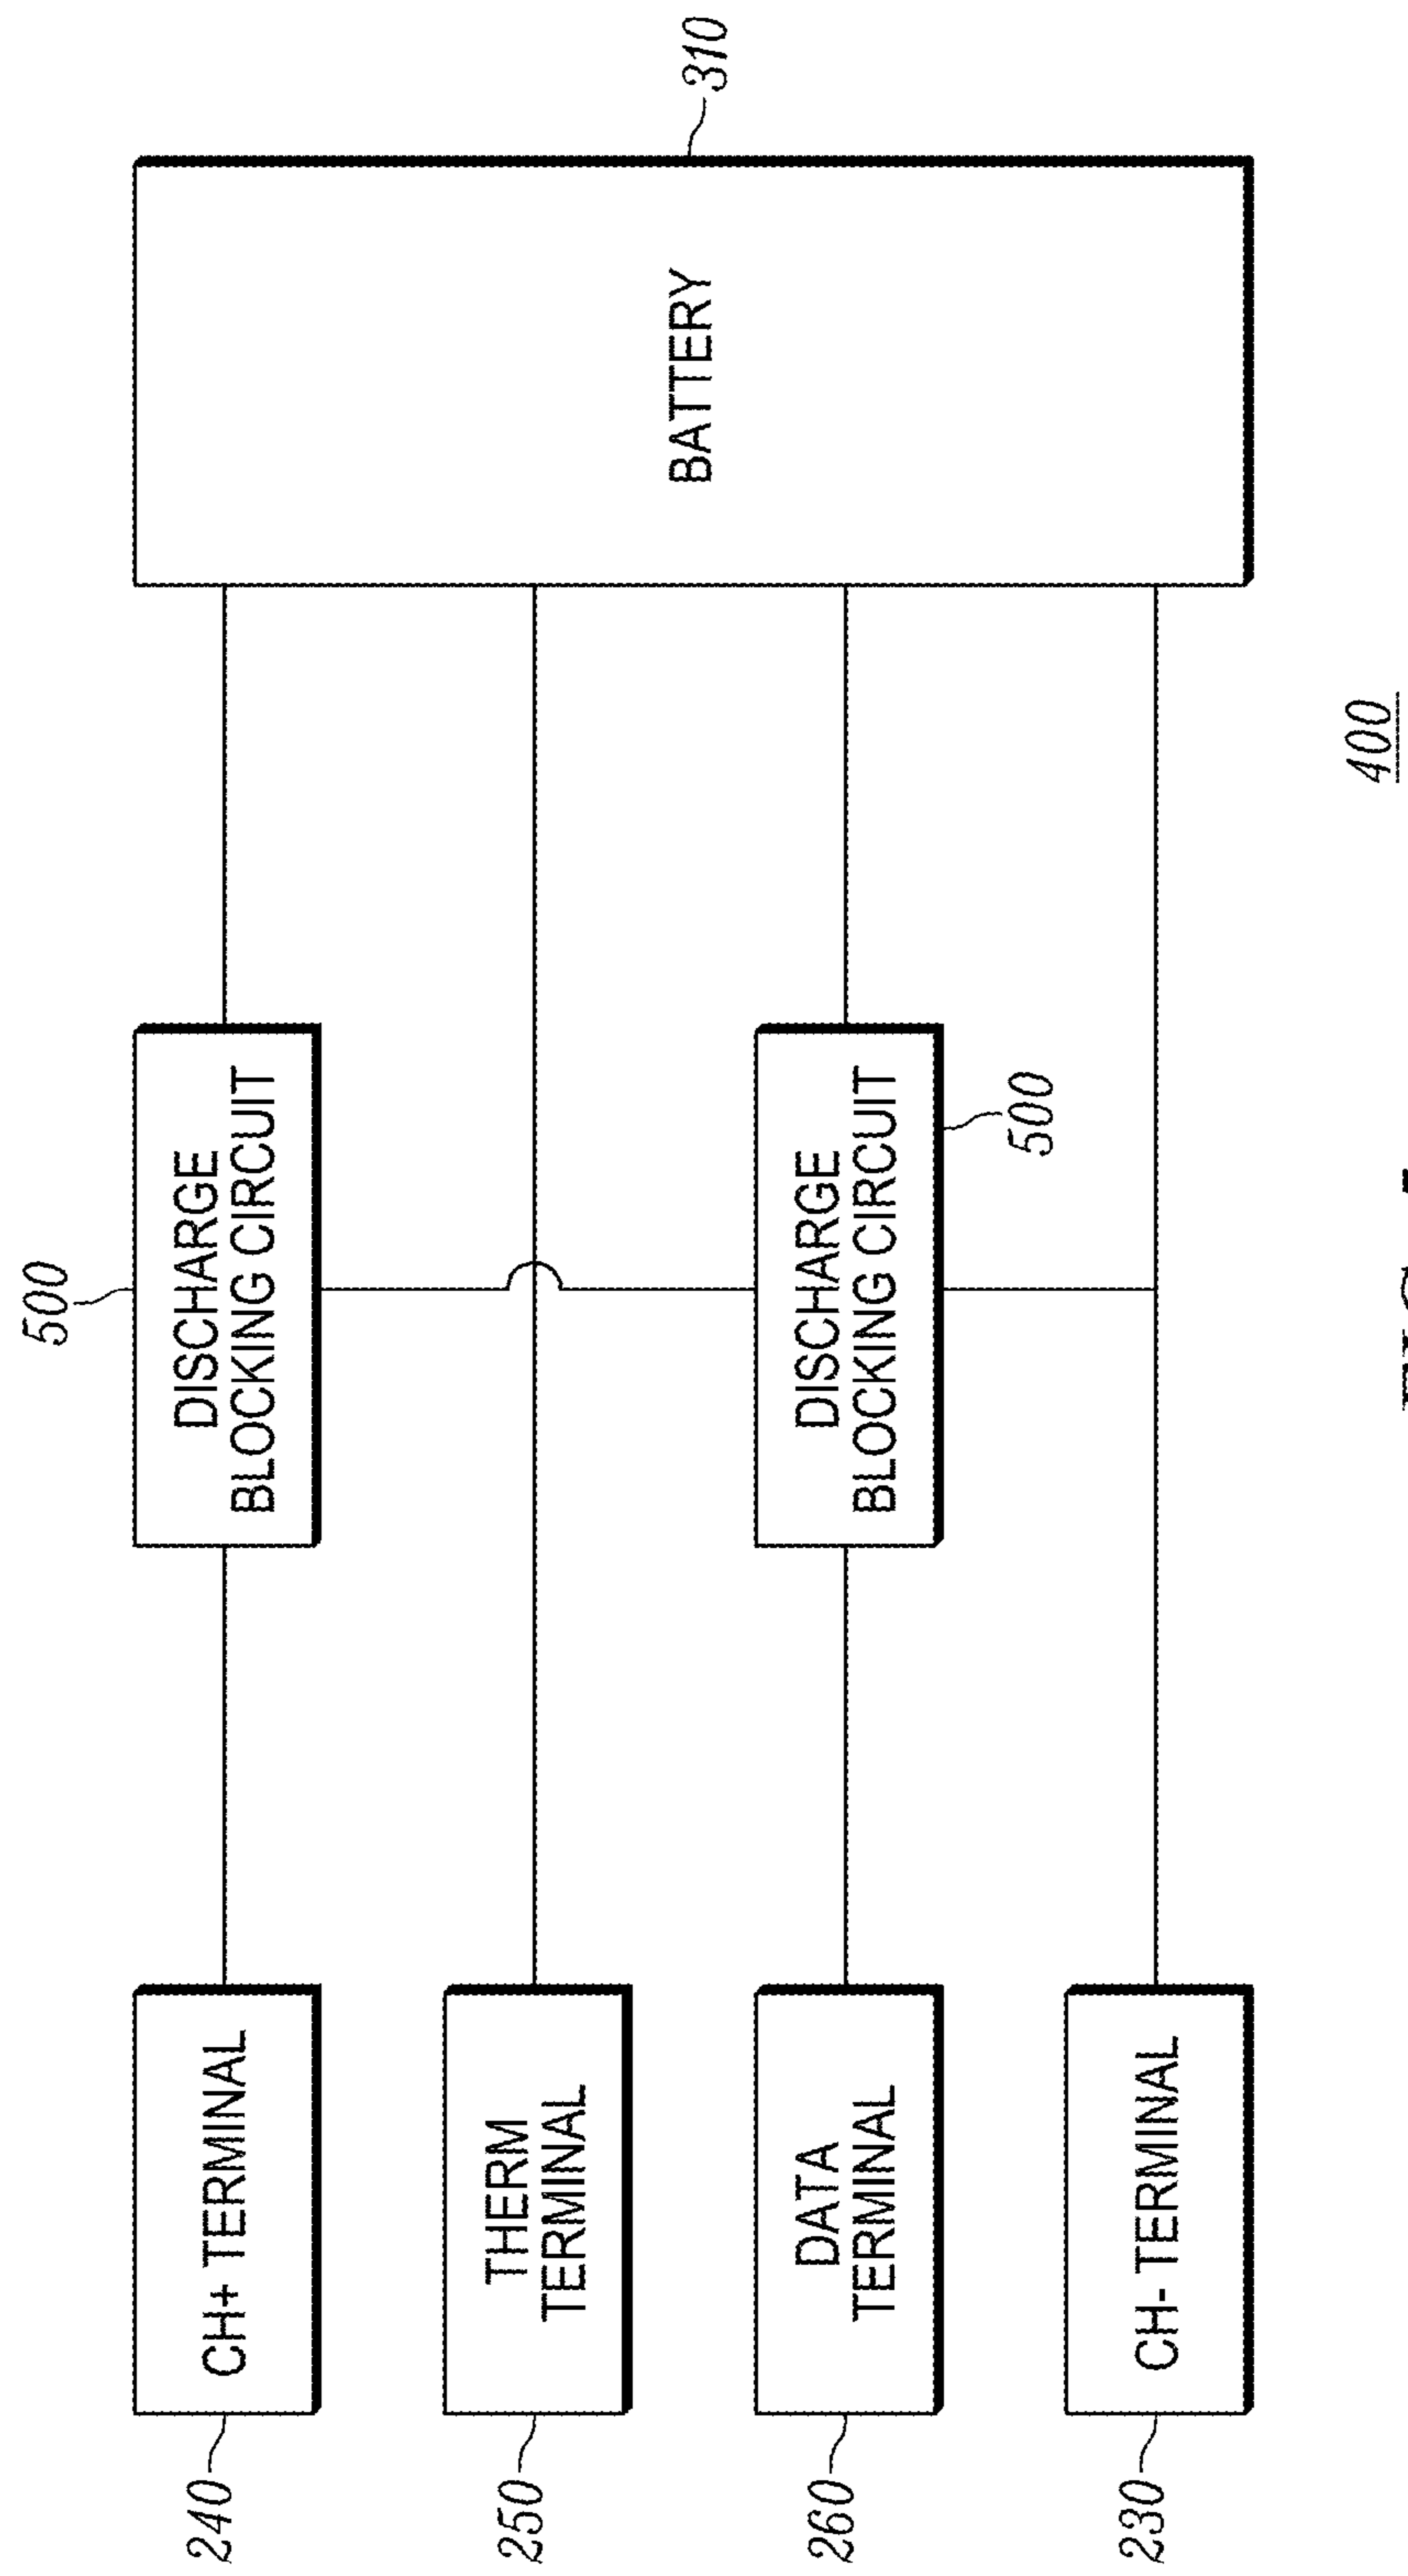 500
240
CH+ TERMINAL
DISCHARGE
BLOCKING CIRCUIT
250
THERM
TERMINAL
BATTERY
310
260
DATA
TERMINAL
DISCHARGE
BLOCKING CIRCUIT
500
230
CH- TERMINAL
400